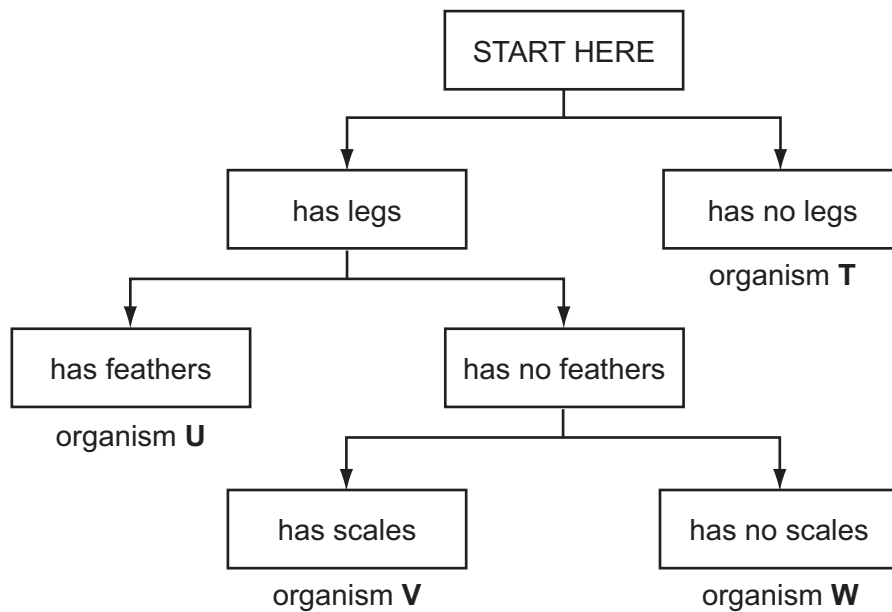 START HERE
has legs
has no legs
organism T
has feathers
has no feathers
organism U
has scales
has no scales
organism V
organism W